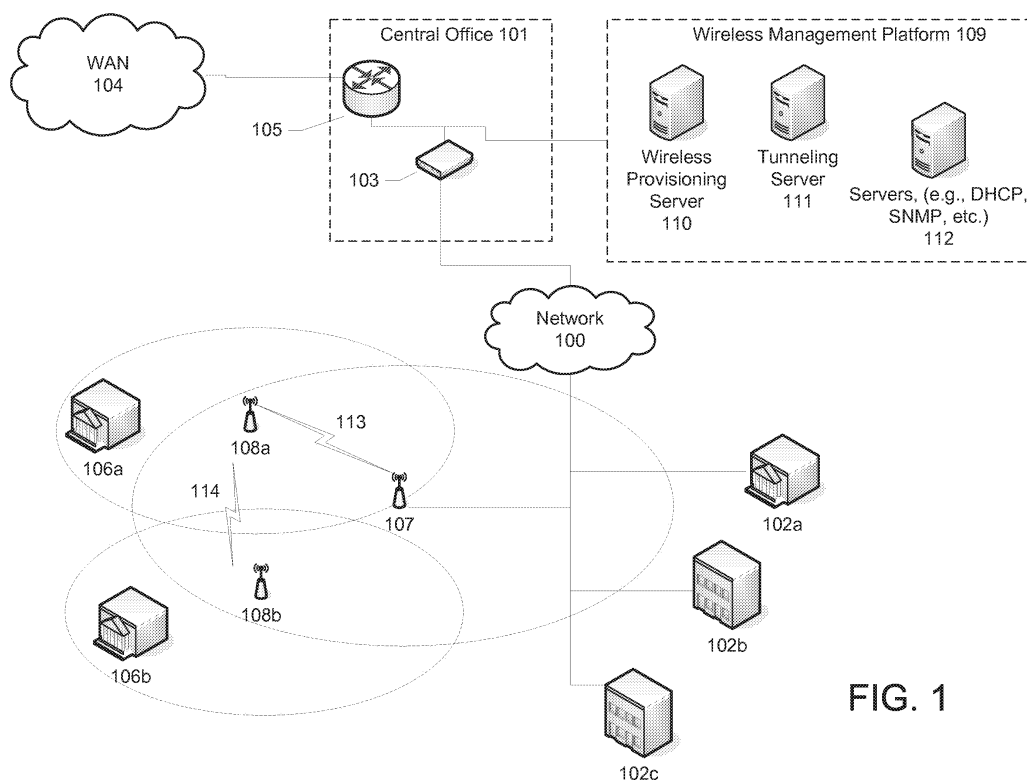 WAN
104
Central Office 101
105
103
Wireless Management Platform 109
Wireless
Provisioning
Server
110
Tunneling
Server
111
Servers, (e.g., DHCP,
SNMP, etc.)
112
Network
100
106a
108a
113
107
114
108b
106b
102a
102b
102c
FIG. 1